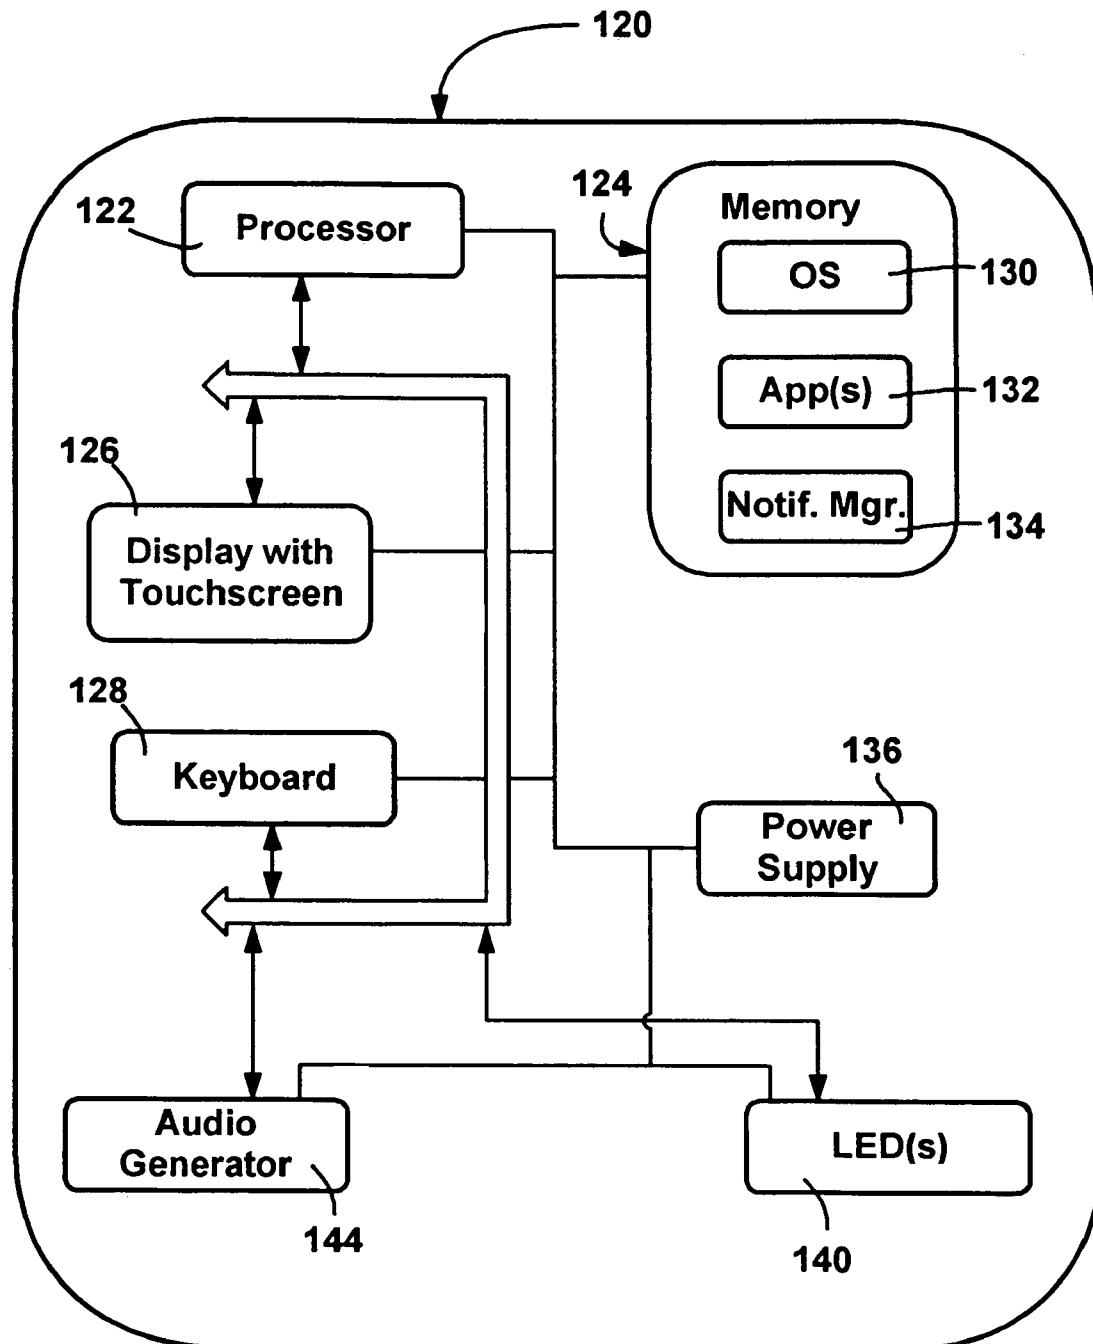 120
124
122
Processor
Memory
OS
130
App(s)
132
126
Notif. Mgr.
134
Display with
Touchscreen
128
Keyboard
136
Power
Supply
Audio
Generator
LED(s)
144
140